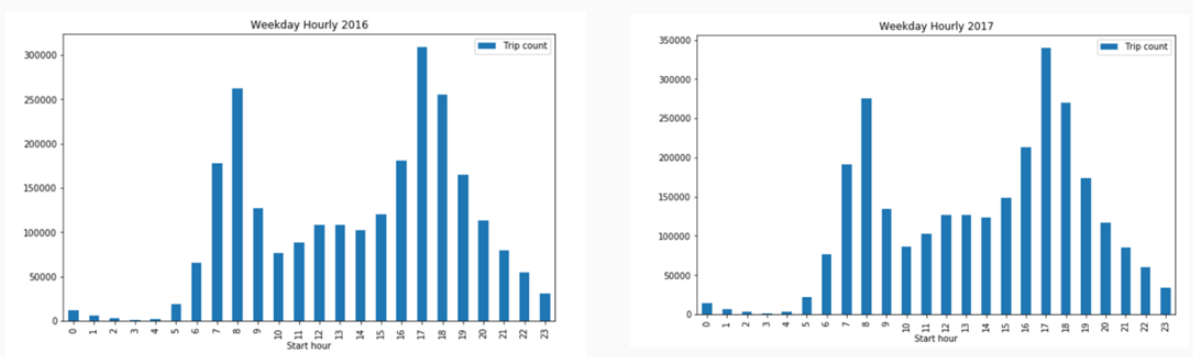 Weekday Hourly 2016
Trip count
300000
250000
200000
150000
100000
50000
0
0 1 2 3 4 5 6 7 8 9 10 11 12 13 14 15 16 17 18 19 20 21 22 23
Start hour
Weekday Hourly 2017
Trip count
350000
300000
250000
200000
150000
100000
50000
0
0 1 2 3 4 5 6 7 8 9 10 11 12 13 14 15 16 17 18 19 20 21 22 23
Start hour